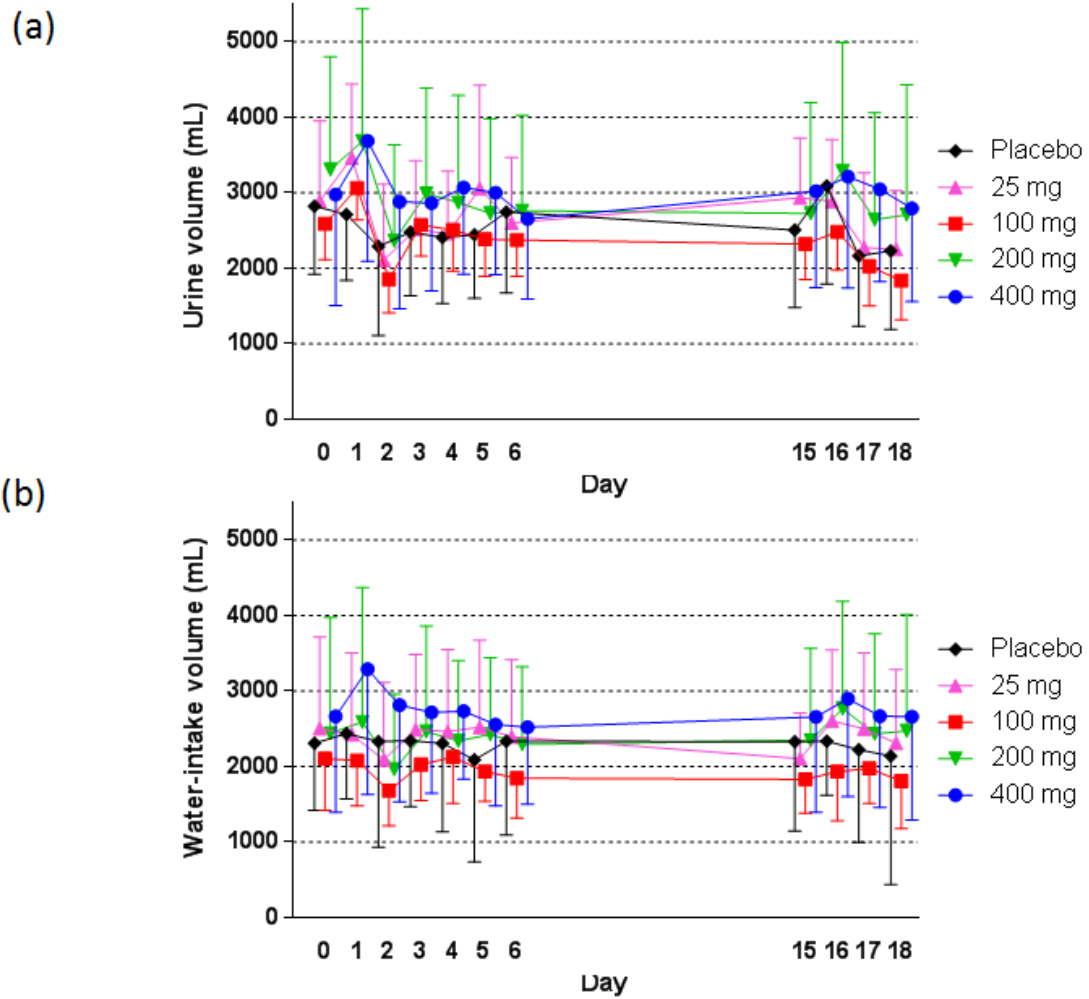 (a)
Urine volume (mL)
5000
4000
3000
2000
1000
0
0 1 2 3 4 5 6 15 16 17 18
Day
Placebo
25 mg
100 mg
200 mg
400 mg
(b)
Water-intake volume (mL)
5000
4000
3000
2000
1000
0
0 1 2 3 4 5 6 15 16 17 18
Day
Placebo
25 mg
100 mg
200 mg
400 mg